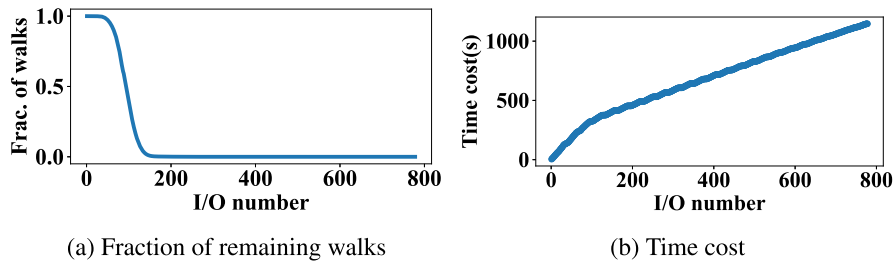 Frac. of walks
1.0
0.5
0.0
0 200 400 600 800
I/O number
(a) Fraction of remaining walks
Time cost(s)
1000
500
0
0 200 400 600 800
I/O number
(b) Time cost